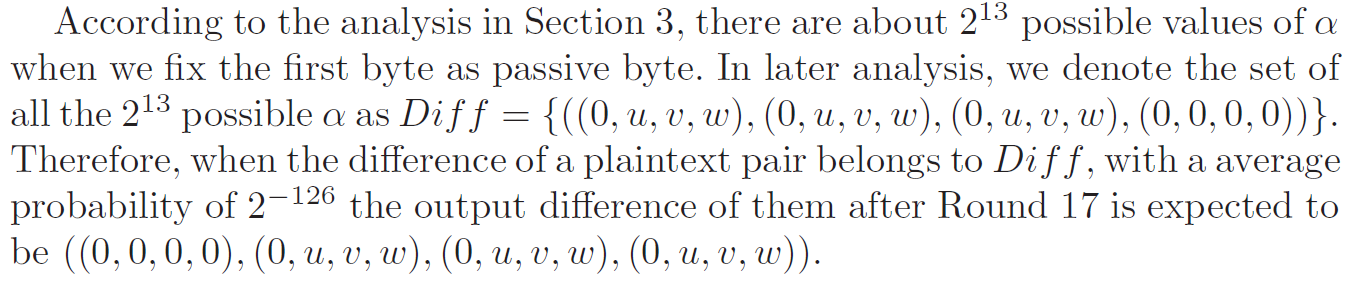 According to the analysis in Section 3, there are about 2^13 possible values of α
when we fix the first byte as passive byte. In later analysis, we denote the set of
all the 2^13 possible α as Diff = {((0, u, v, w), (0, u, v, w), (0, u, v, w), (0, 0, 0, 0))}.
Therefore, when the difference of a plaintext pair belongs to Diff, with a average
probability of 2^−126 the output difference of them after Round 17 is expected to
be ((0, 0, 0, 0), (0, u, v, w), (0, u, v, w), (0, u, v, w)).